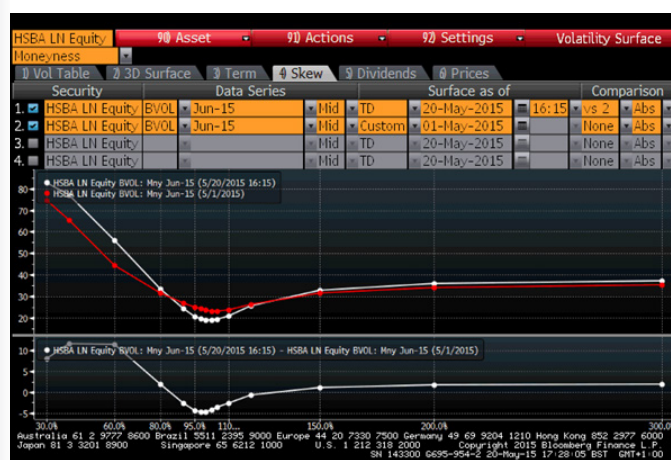 HSBA LN Equity 90) Asset 91) Actions 92) Settings Volatility Surface
Moneyness
1) Vol Table 2) 3D Surface 3) Term 4) Skew 5) Dividends 6) Prices
Security Data Series Surface as of Comparison
1. HSBA LN Equity BVOL Jun-15 Mid TD 20-May-2015 16:15 vs 2 Abs
2. HSBA LN Equity BVOL Jun-15 Mid Custom 01-May-2015 None Abs
3. HSBA LN Equity Mid TD 20-May-2015 None Abs
4. HSBA LN Equity Mid TD 20-May-2015 None Abs
HSBA LN Equity BVOL: Mny Jun-15 (5/20/2015 16:15)
HSBA LN Equity BVOL: Mny Jun-15 (5/1/2015)
80
70
60
50
40
30
20
HSBA LN Equity BVOL: Mny Jun-15 (5/20/2015 16:15) - HSBA LN Equity BVOL: Mny Jun-15 (5/1/2015)
10
5
0
-5
30.0% 60.0% 80.0% 95.0% 110... 150.0% 200.0% 300.0
Australia 61 2 9777 8600 Brazil 5511 2395 9000 Europe 44 20 7330 7500 Germany 49 69 9204 1210 Hong Kong 852 2977 6000
Japan 81 3 3201 8900 Singapore 65 6212 1000 U.S. 1 212 318 2000 Copyright 2015 Bloomberg Finance L.P.
SN 143300 G695-954-2 20-May-15 17:28:05 BST GMT+1:00